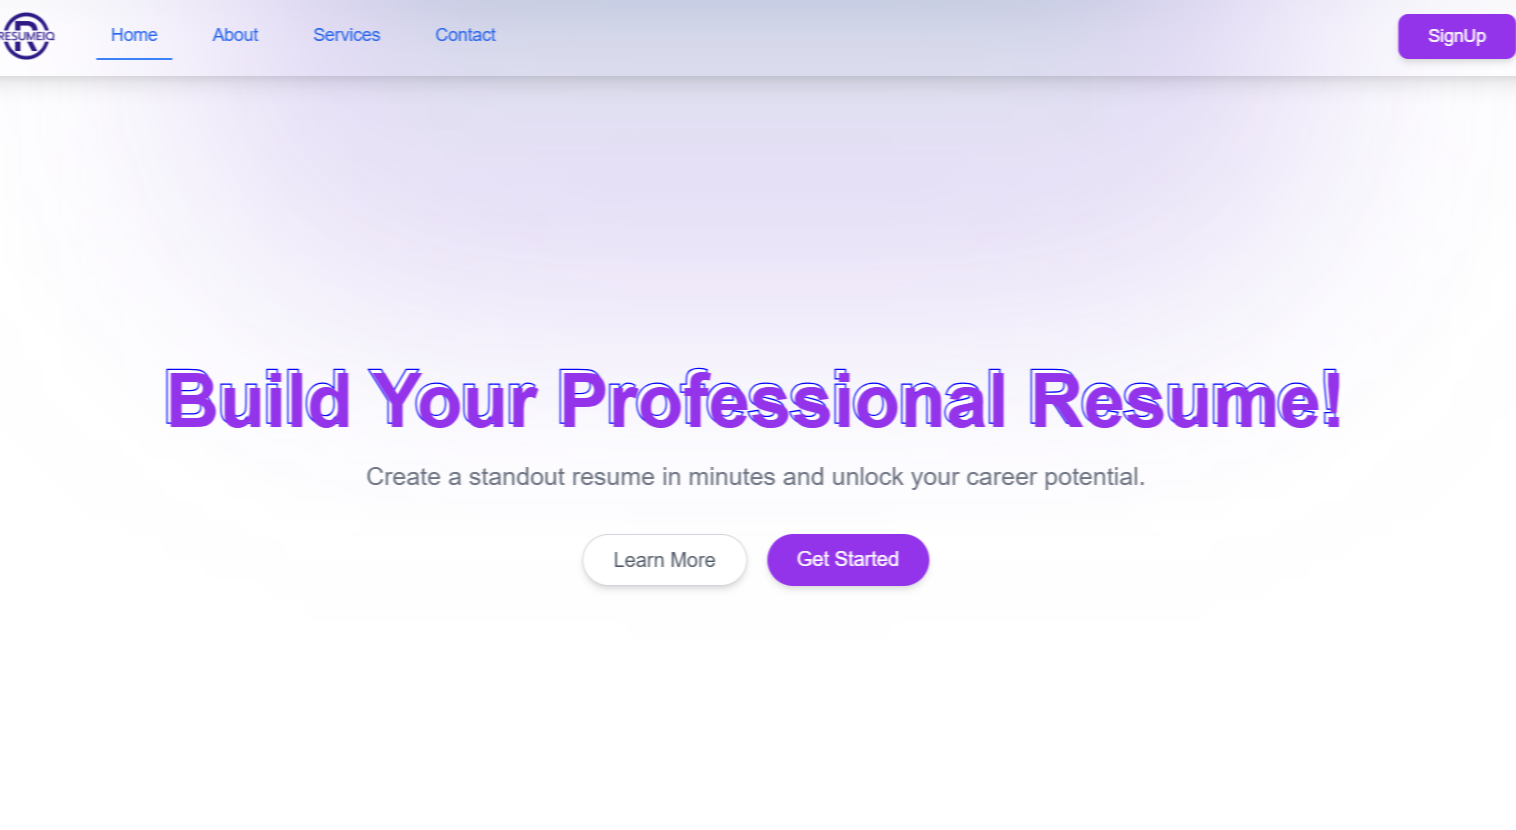 RESUMEIQ
Home
About
Services
Contact
SignUp
Build Your Professional Resume!
Create a standout resume in minutes and unlock your career potential.
Learn More
Get Started